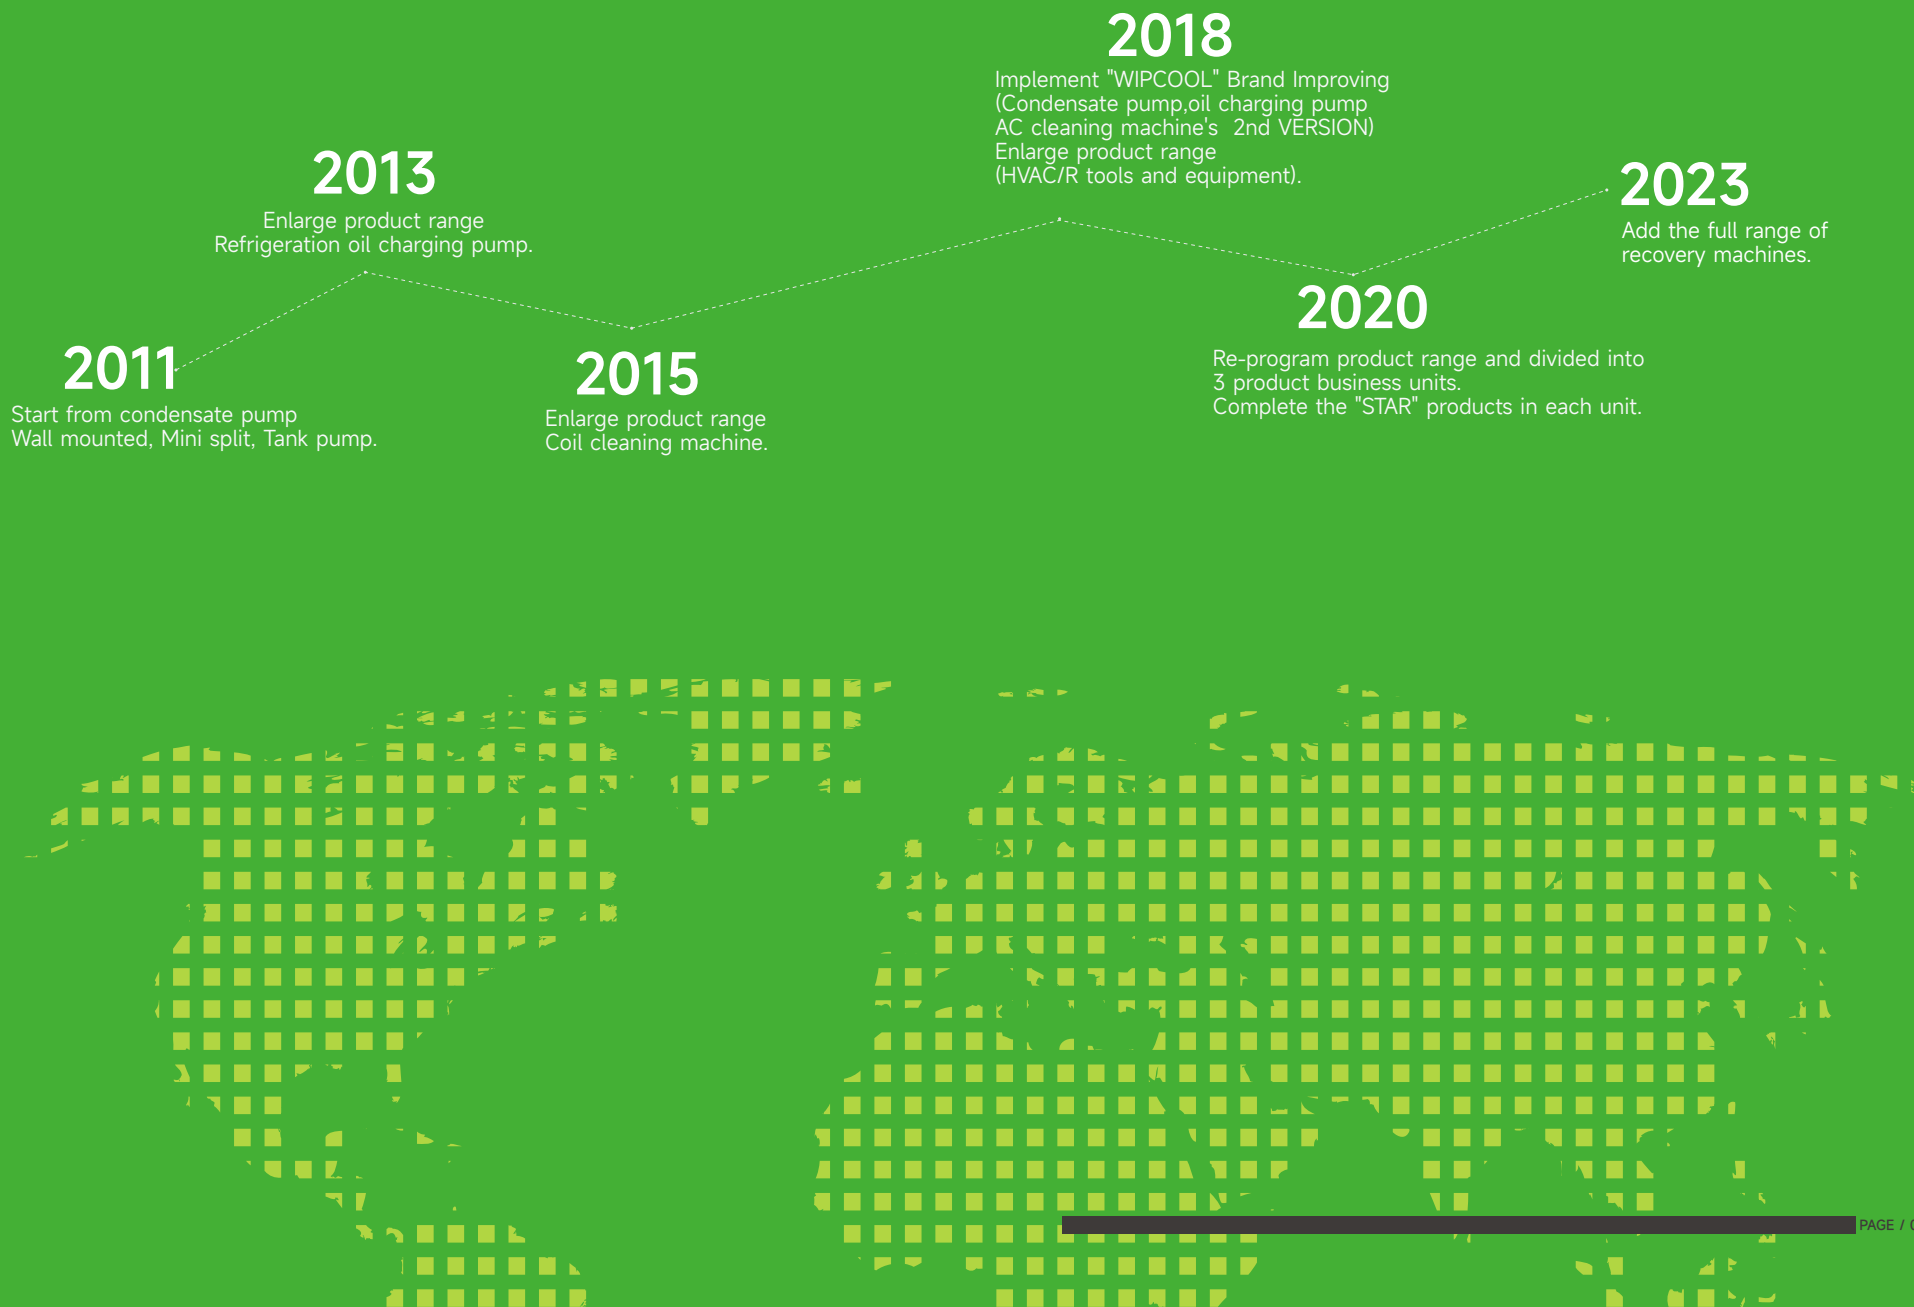 2011
Start from condensate pump
Wall mounted, Mini split, Tank pump.
2013
Enlarge product range
Refrigeration oil charging pump.
2015
Enlarge product range
Coil cleaning machine.
2018
Implement "WIPCOOL" Brand Improving
(Condensate pump,oil charging pump
AC cleaning machine's  2nd VERSION)
Enlarge product range
(HVAC/R tools and equipment).
2020
Re-program product range and divided into
3 product business units.
Complete the "STAR" products in each unit.
2023
Add the full range of
recovery machines.
PAGE /